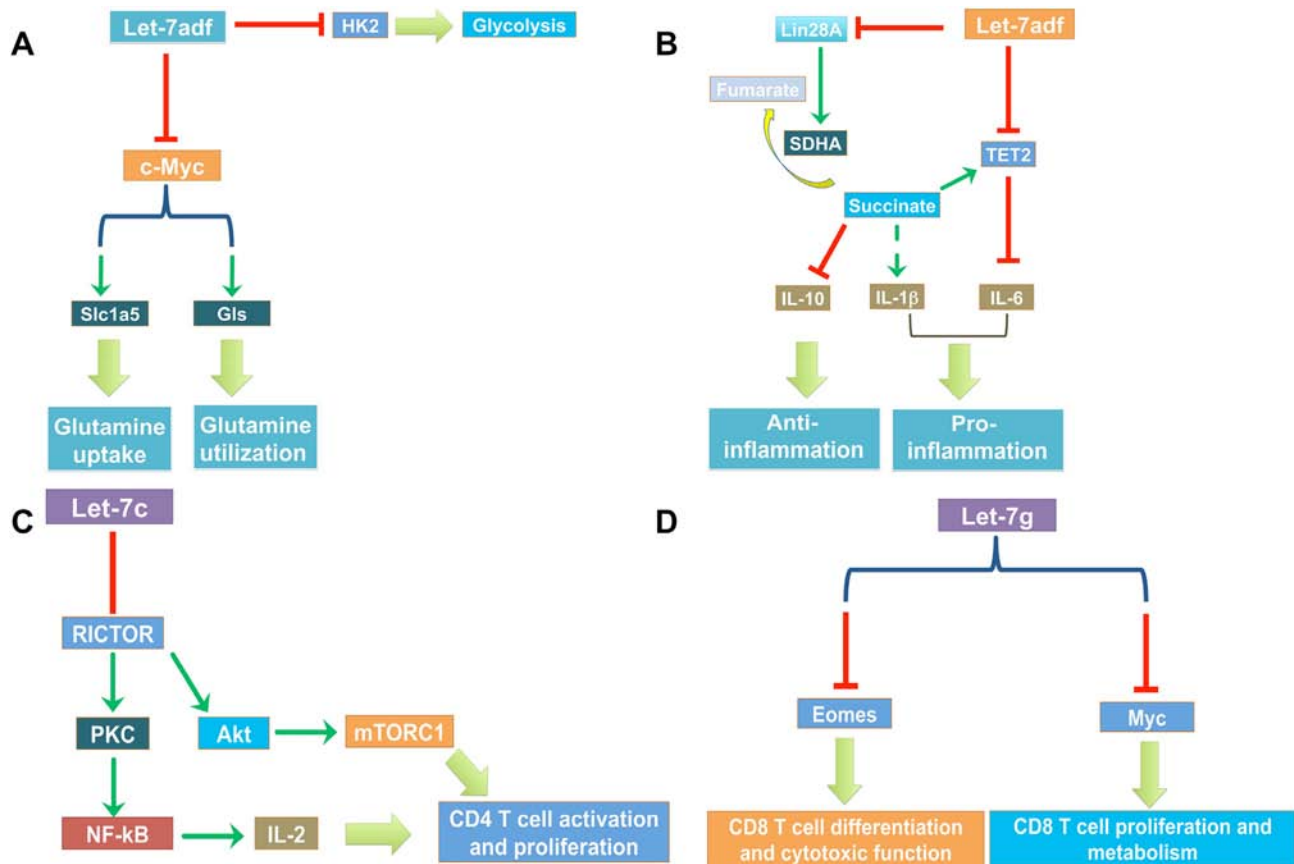 A
Let-7adf
HK2
Glycolysis
c-Myc
Slc1a5
Gls
Glutamine
uptake
Glutamine
utilization
B
Lin28A
Let-7adf
Fumarate
SDHA
TET2
Succinate
IL-10
IL-1β
IL-6
Anti-
inflammation
Pro-
inflammation
C
Let-7c
RICTOR
PKC
Akt
mTORC1
NF-kB
IL-2
CD4 T cell activation
and proliferation
D
Let-7g
Eomes
Myc
CD8 T cell differentiation
and cytotoxic function
CD8 T cell proliferation and
metabolism